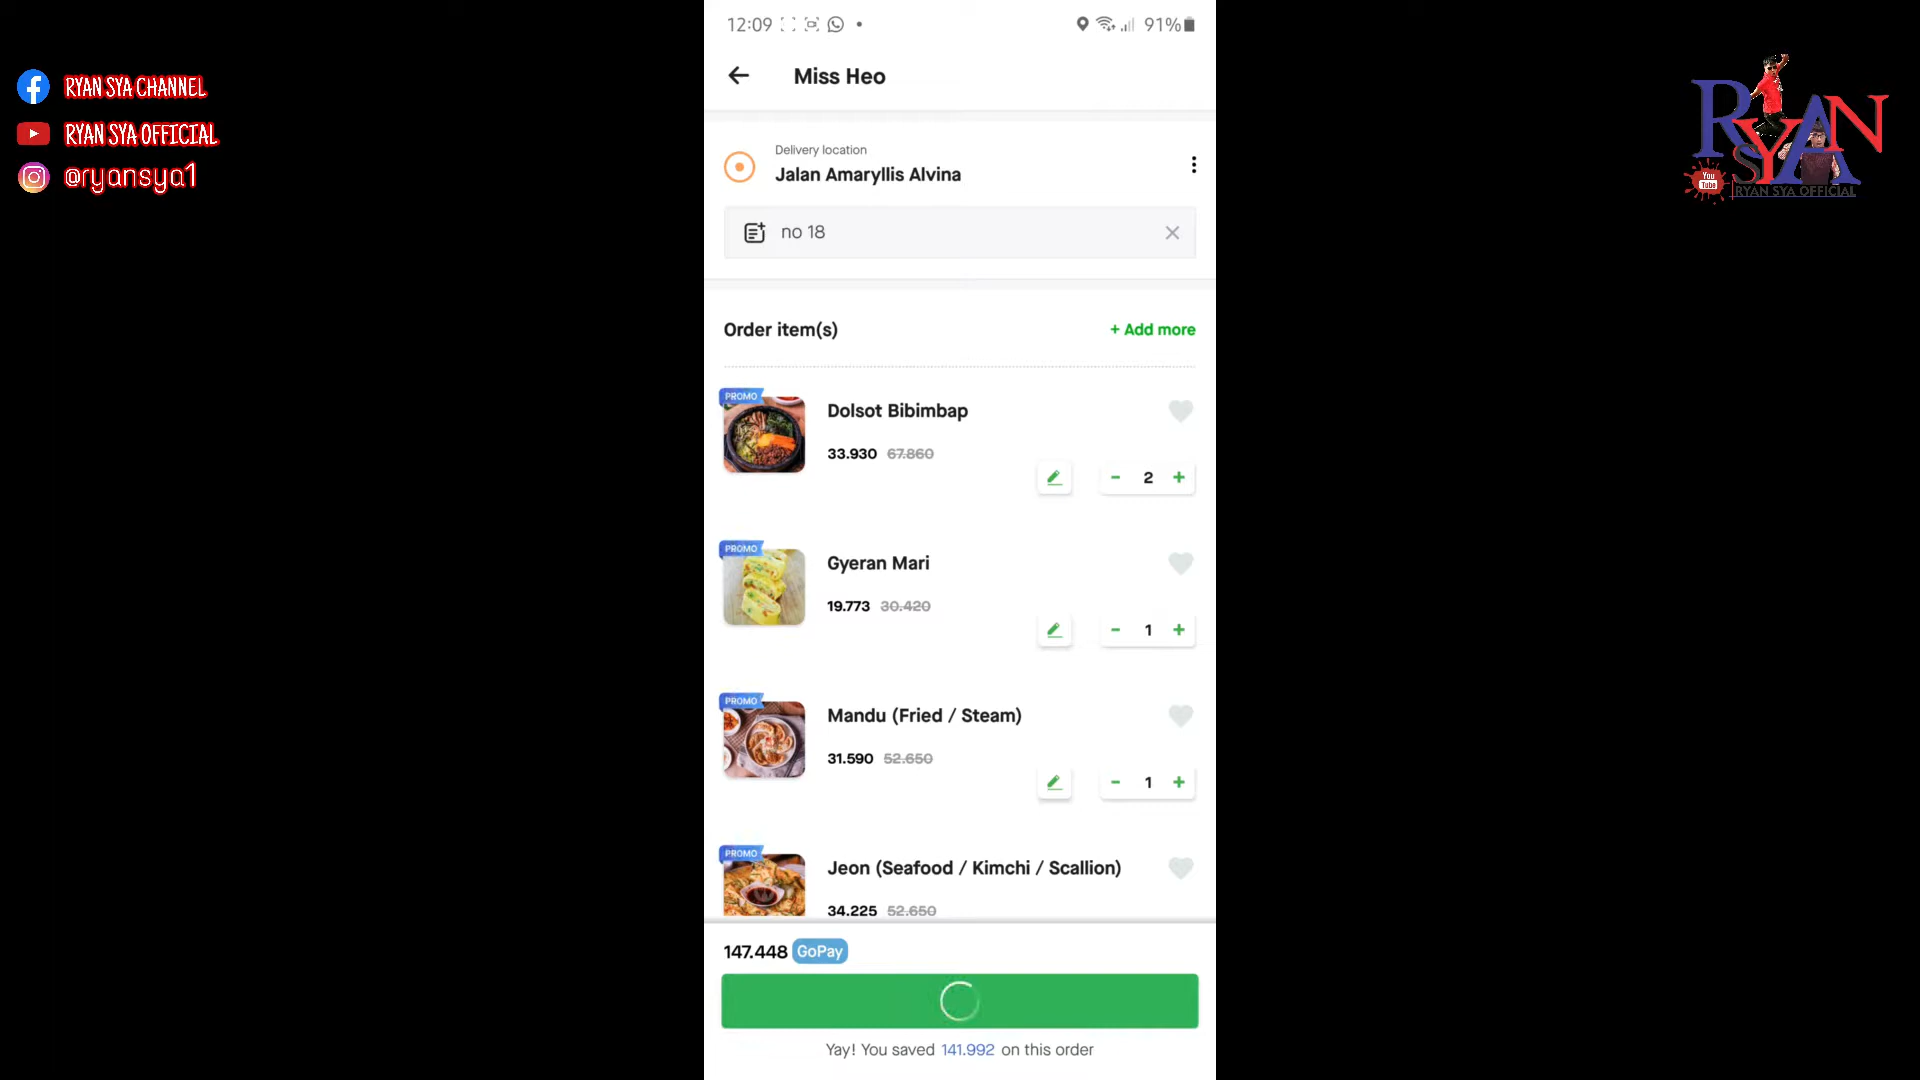 12:09
91%
RYAN SYA CHANNEL
RYAN SYA OFFICIAL
@ryansya1
RYAN
SYA
You
Tube
RYAN SYA OFFICIAL
Miss Heo
Delivery location
Jalan Amaryllis Alvina
no 18
Order item(s)
+ Add more
PROMO
Dolsot Bibimbap
33.930 67.860
- 2 +
PROMO
Gyeran Mari
19.773 30.420
- 1 +
PROMO
Mandu (Fried / Steam)
31.590 52.650
- 1 +
PROMO
Jeon (Seafood / Kimchi / Scallion)
34.225 52.650
147.448 GoPay
Yay! You saved 141.992 on this order